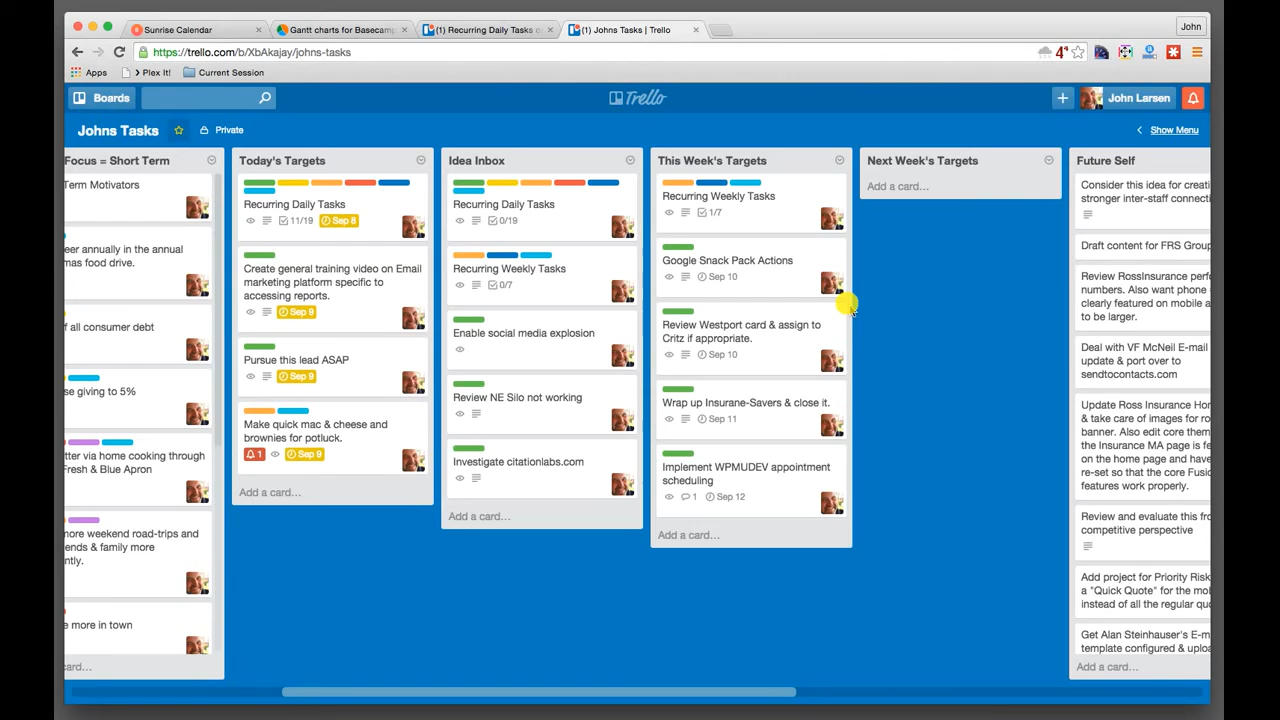 Sunrise Calendar
Gantt charts for Basecamp
(1) Recurring Daily Tasks o
(1) Johns Tasks | Trello
John
https://trello.com/b/XbAkajay/johns-tasks
4
Apps
> Plex It!
Current Session
Boards
Trello
John Larsen
Johns Tasks
Private
Show Menu
Focus = Short Term
Term Motivators
eer annually in the annual
mas food drive.
f all consumer debt
se giving to 5%
tter via home cooking through
Fresh & Blue Apron
more weekend road-trips and
ends & family more
ntly.
e more in town
card…
Today's Targets
Recurring Daily Tasks
11/19
Sep 8
Create general training video on Email
marketing platform specific to
accessing reports.
Sep 9
Pursue this lead ASAP
Sep 9
Make quick mac & cheese and
brownies for potluck.
1
Sep 9
Add a card…
Idea Inbox
Recurring Daily Tasks
0/19
Recurring Weekly Tasks
0/7
Enable social media explosion
Review NE Silo not working
Investigate citationlabs.com
Add a card…
This Week's Targets
Recurring Weekly Tasks
1/7
Google Snack Pack Actions
Sep 10
Review Westport card & assign to
Critz if appropriate.
Sep 10
Wrap up Insurane-Savers & close it.
Sep 11
Implement WPMUDEV appointment
scheduling
1
Sep 12
Add a card…
Next Week's Targets
Add a card…
Future Self
Consider this idea for creati
stronger inter-staff connectio
Draft content for FRS Group
Review RossInsurance perf
numbers. Also want phone
clearly featured on mobile a
to be larger.
Deal with VF McNeil E-mail
update & port over to
sendtocontacts.com
Update Ross Insurance Hom
& take care of images for ro
banner. Also edit core them
the Insurance MA page is fe
on the home page and have
re-set so that the core Fusio
features work properly.
Review and evaluate this fro
competitive perspective
Add project for Priority Risk
a "Quick Quote" for the mob
instead of all the regular quo
Get Alan Steinhauser's E-m
template configured & uploa
Add a card…